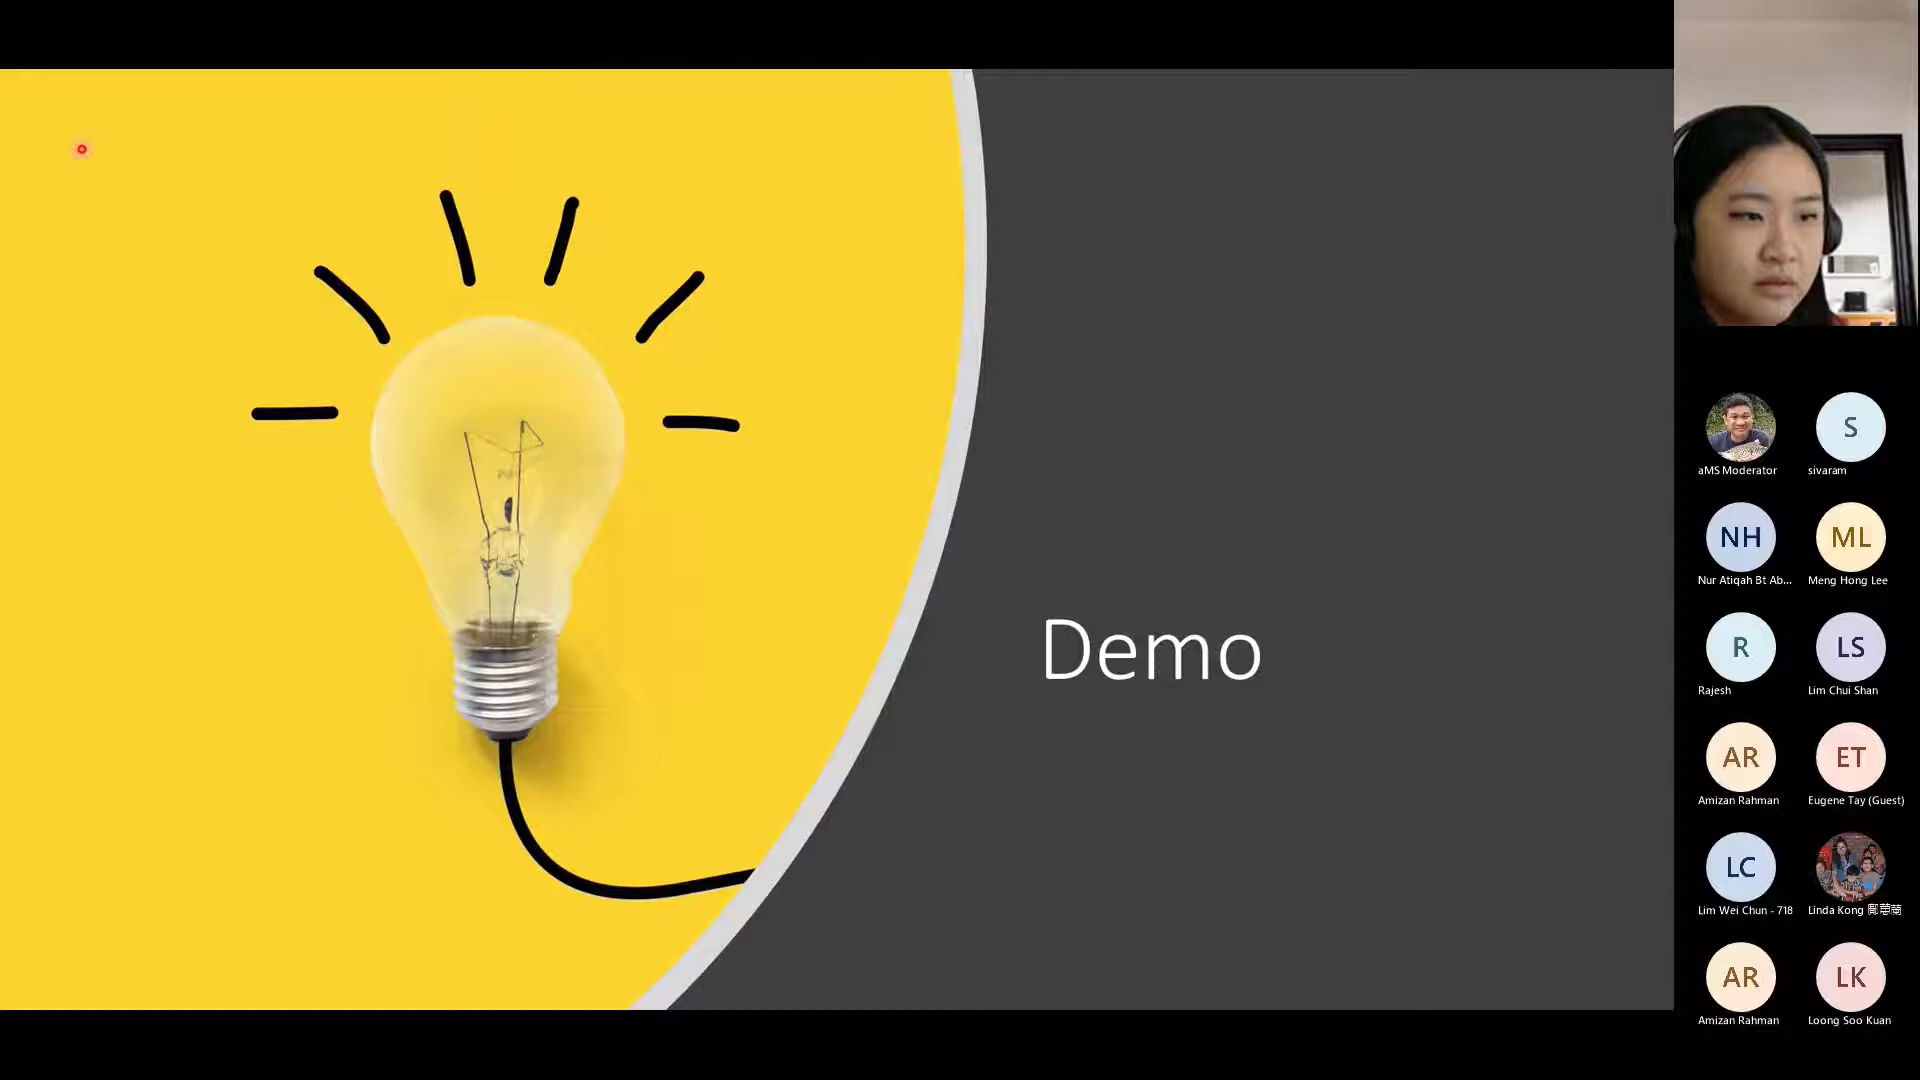 Demo
aMS Moderator
S
sivaram
NH
Nur Atiqah Bt Ab...
ML
Meng Hong Lee
R
Rajesh
LS
Lim Chui Shan
AR
Amizan Rahman
ET
Eugene Tay (Guest)
LC
Lim Wei Chun - 718
Linda Kong
AR
Amizan Rahman
LK
Loong Soo Kuan